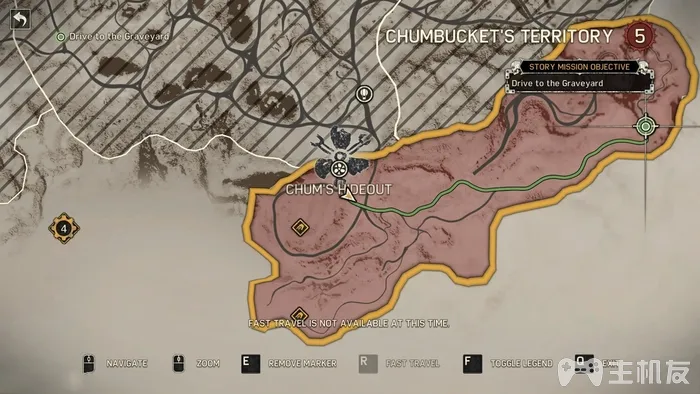 CHUMBUCKET'S TERRITORY 5
Drive to the Graveyard
STORY MISSION OBJECTIVE
Drive to the Graveyard
CHUM'S HIDEOUT
4
FAST TRAVEL IS NOT AVAILABLE AT THIS TIME.
NAVIGATE ZOOM E REMOVE MARKER R FAST TRAVEL F TOGGLE LEGEND
主机友